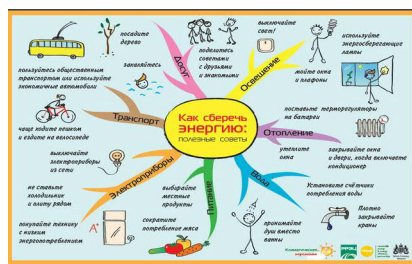 Как сберечь
энергию:
полезные советы
Досуг
посадите
дерево
поделитесь
советами
с друзьями
и знакомыми
Освещение
выключайте
свет!
используйте
энергосберегающие
лампы
мойте окна
и плафоны
Отопление
поставьте терморегуляторы
на батареи
утеплите
окна
закрывайте окна
и двери, когда включаете
кондиционер
Вода
Установите счётчики
потребления воды
Плотно
закрывайте
краны
принимайте
душ вместо
ванны
Питание
выбирайте
местные
продукты
сократите
потребление мяса
Электроприборы
выключайте
электроприборы
из сети
не ставьте
холодильник
и плиту рядом
покупайте технику
с низким
энергопотреблением
A+
Транспорт
пользуйтесь общественным
транспортом или используйте
экономичные автомобили
чаще ходите пешком
и ездите на велосипеде